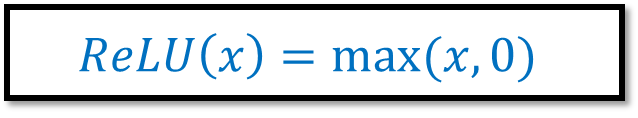 ReLU(x) = max(x, 0)